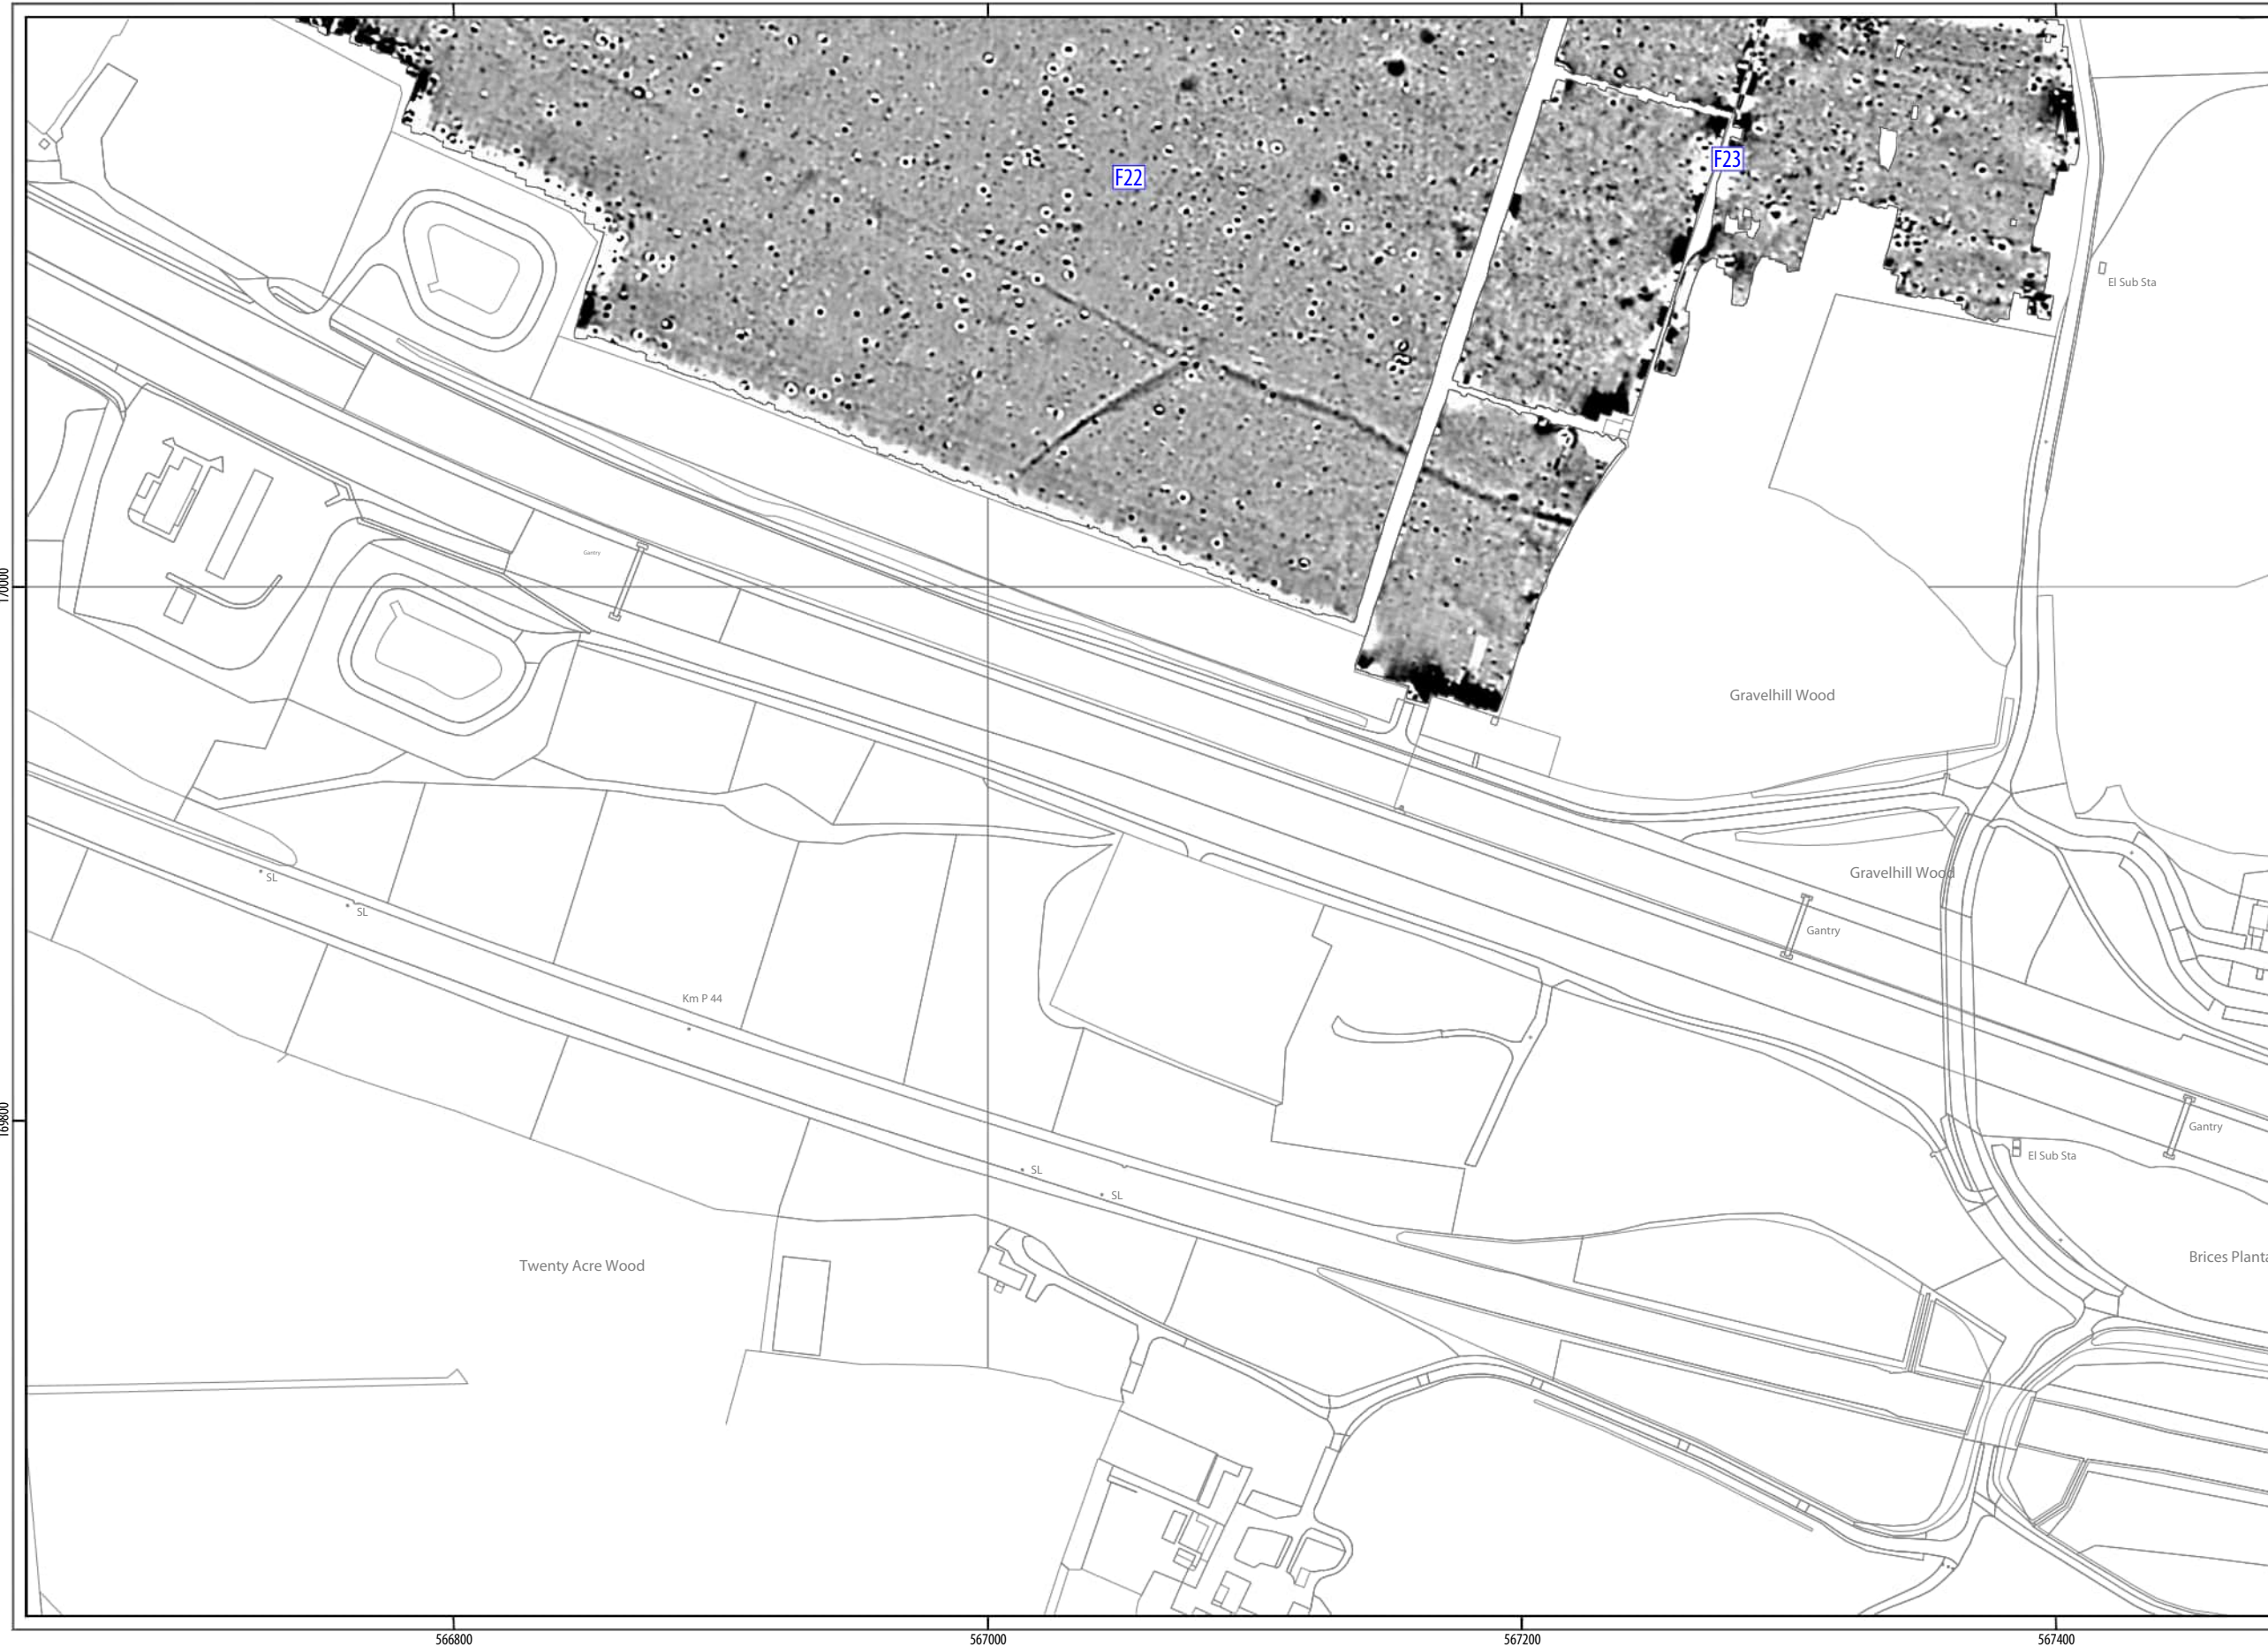 F23
F22
El Sub Sta
Gantry
170000
Gravelhill Wood
Gravelhill Wood
SL
SL
Gantry
Km P 44
169800
Gantry
El Sub Sta
SL
SL
Twenty Acre Wood
Brices Planta
566800
567000
567200
567400